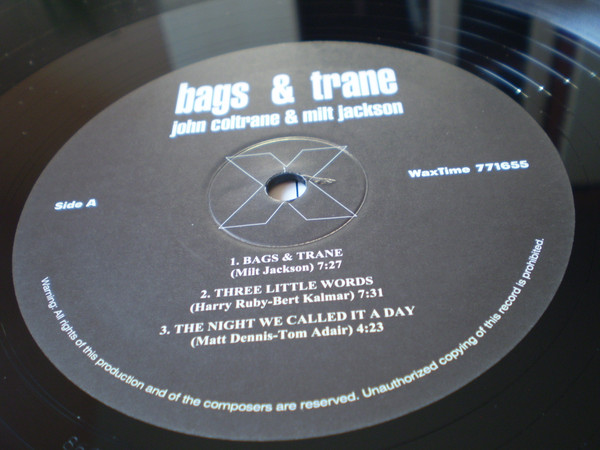 bags & trane
john coltrane & milt jackson
Side A
WaxTime 771655
1. BAGS & TRANE
(Milt Jackson) 7:27
2. THREE LITTLE WORDS
(Harry Ruby-Bert Kalmar) 7:31
3. THE NIGHT WE CALLED IT A DAY
(Matt Dennis-Tom Adair) 4:23
Warning: All rights of this production and of the composers are reserved. Unauthorized copying of this record is prohibited.